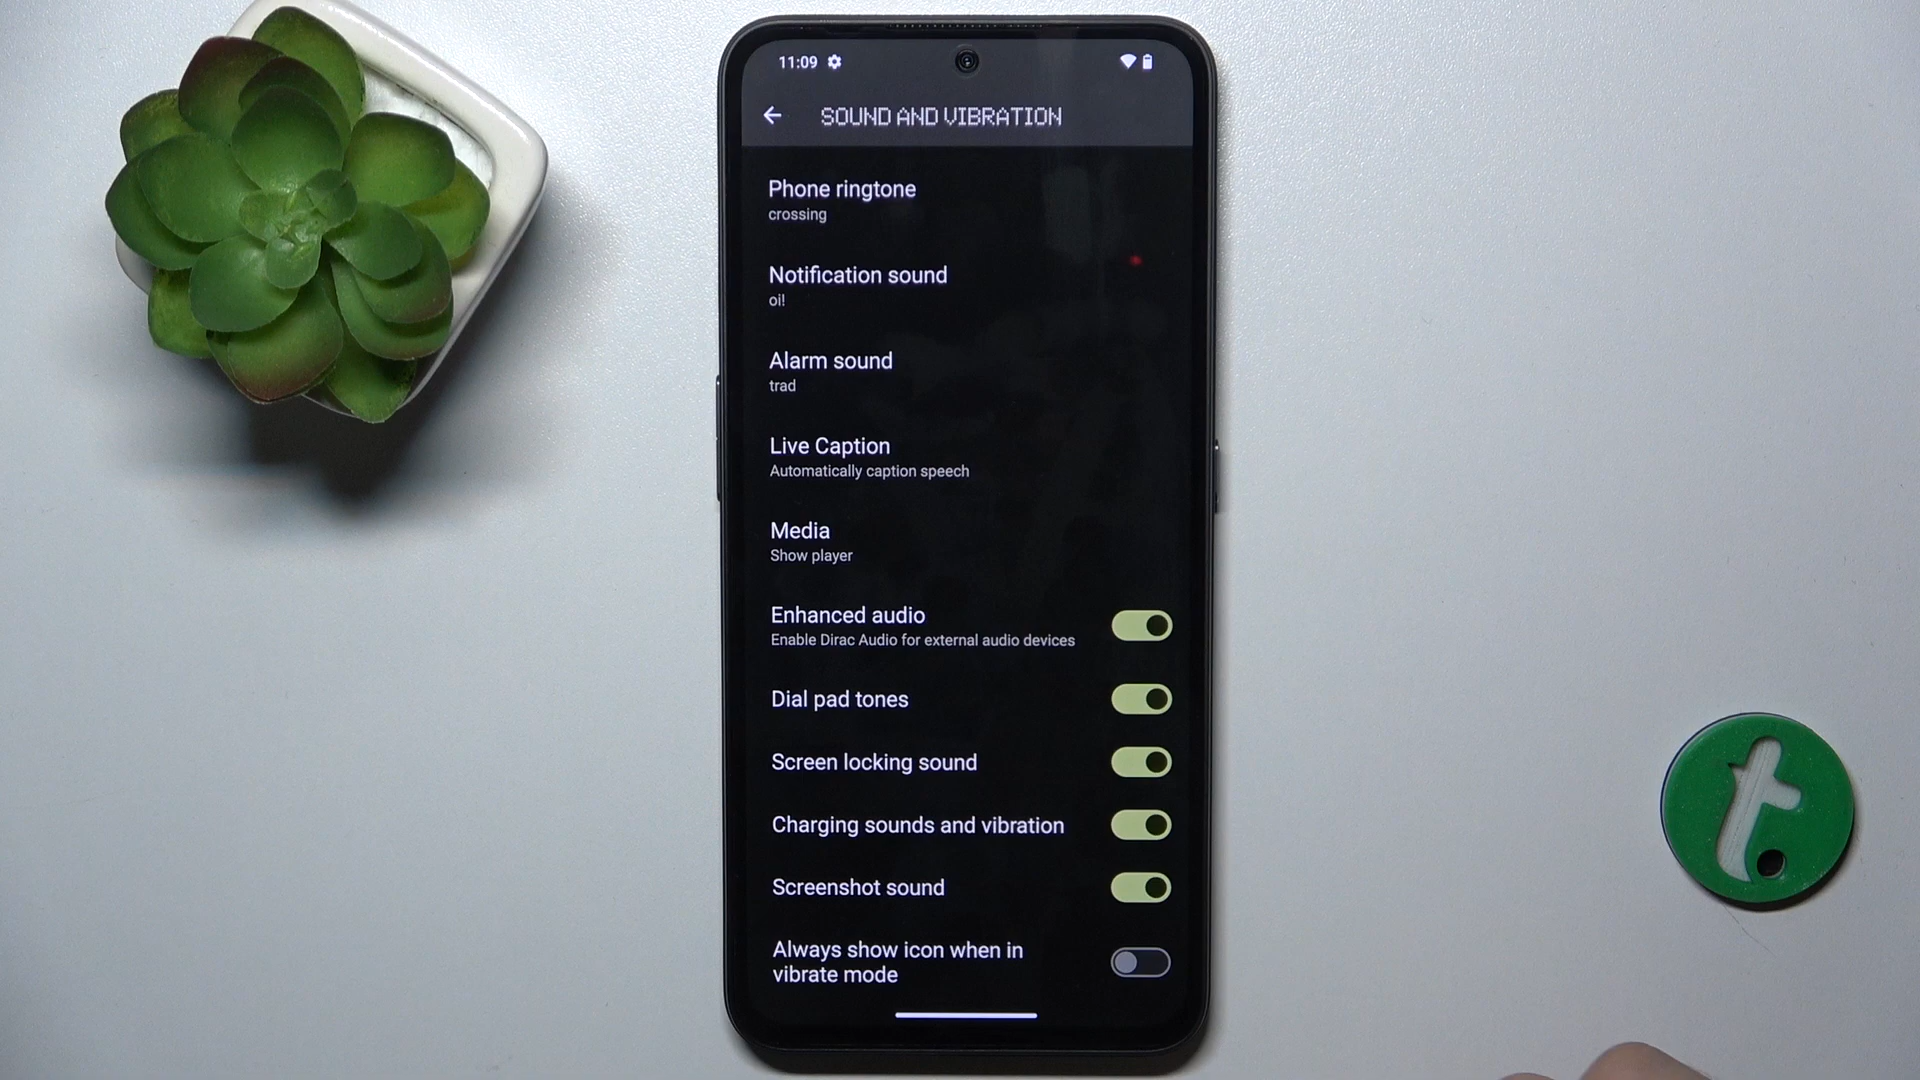 11:09
SOUND AND VIBRATION
Phone ringtone
crossing
Notification sound
oi!
Alarm sound
trad
Live Caption
Automatically caption speech
Media
Show player
Enhanced audio
Enable Dirac Audio for external audio devices
Dial pad tones
Screen locking sound
Charging sounds and vibration
Screenshot sound
Always show icon when in
vibrate mode
t